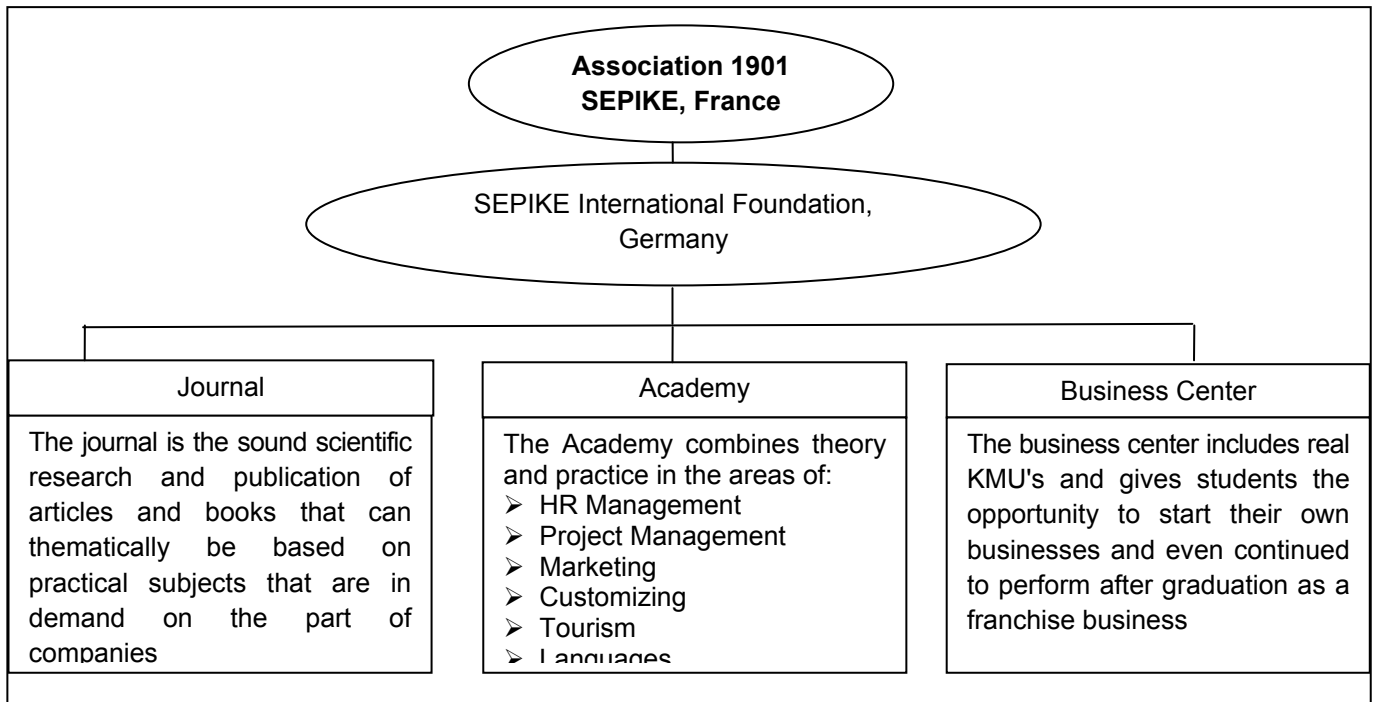 Association 1901
SEPIKE, France
SEPIKE International Foundation,
Germany
Journal
The journal is the sound scientific
research and publication of
articles and books that can
thematically be based on
practical subjects that are in
demand on the part of
companies
Academy
The Academy combines theory
and practice in the areas of:
➢ HR Management
➢ Project Management
➢ Marketing
➢ Customizing
➢ Tourism
➢ Languages
Business Center
The business center includes real
KMU's and gives students the
opportunity to start their own
businesses and even continued
to perform after graduation as a
franchise business